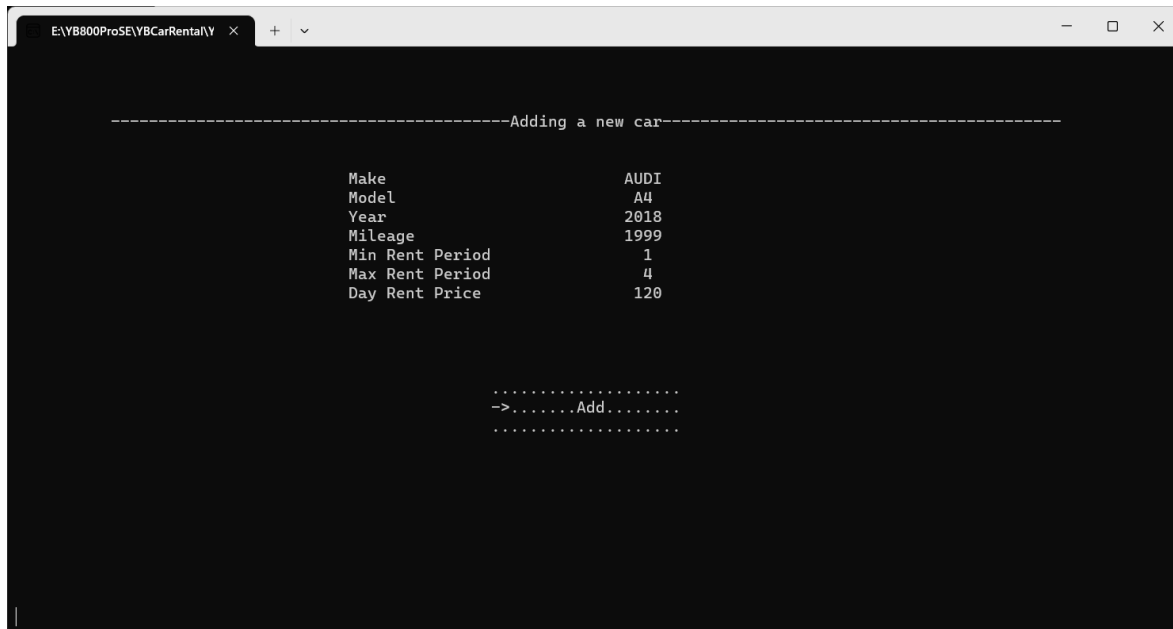 E:\YB800ProSE\YBCarRental\Y
------------------------------------------Adding a new car------------------------------------------
Make AUDI
Model A4
Year 2018
Mileage 1999
Min Rent Period 1
Max Rent Period 4
Day Rent Price 120
....................
->.......Add........
....................